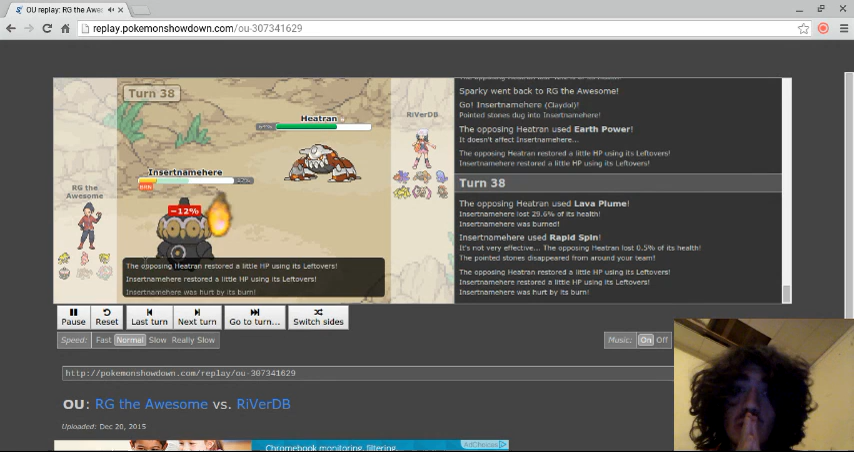 OU replay: RG the Awes
replay.pokemonshowdown.com/ou-307341629
Turn 38
Heatran
Insertnamehere
BRN
-12%
RG the Awesome
RiVerDB
The opposing Heatran restored a little HP using its Leftovers!
Insertnamehere restored a little HP using its Leftovers!
Insertnamehere was hurt by its burn!
Sparky went back to RG the Awesome!
Go! Insertnamehere (Claydol)!
Pointed stones dug into Insertnamehere!
The opposing Heatran used Earth Power!
It doesn't affect Insertnamehere...
The opposing Heatran restored a little HP using its Leftovers!
Insertnamehere restored a little HP using its Leftovers!
Turn 38
The opposing Heatran used Lava Plume!
Insertnamehere lost 29.6% of its health!
Insertnamehere was burned!
Insertnamehere used Rapid Spin!
It's not very effective... The opposing Heatran lost 0.5% of its health!
The pointed stones disappeared from around your team!
The opposing Heatran restored a little HP using its Leftovers!
Insertnamehere restored a little HP using its Leftovers!
Insertnamehere was hurt by its burn!
Pause Reset Last turn Next turn Go to turn... Switch sides
Speed: Fast Normal Slow Really Slow Music: On Off
http://pokemonshowdown.com/replay/ou-307341629
OU: RG the Awesome vs. RiVerDB
Uploaded: Dec 20, 2015
AdChoices
Chromebook monitoring, filtering,